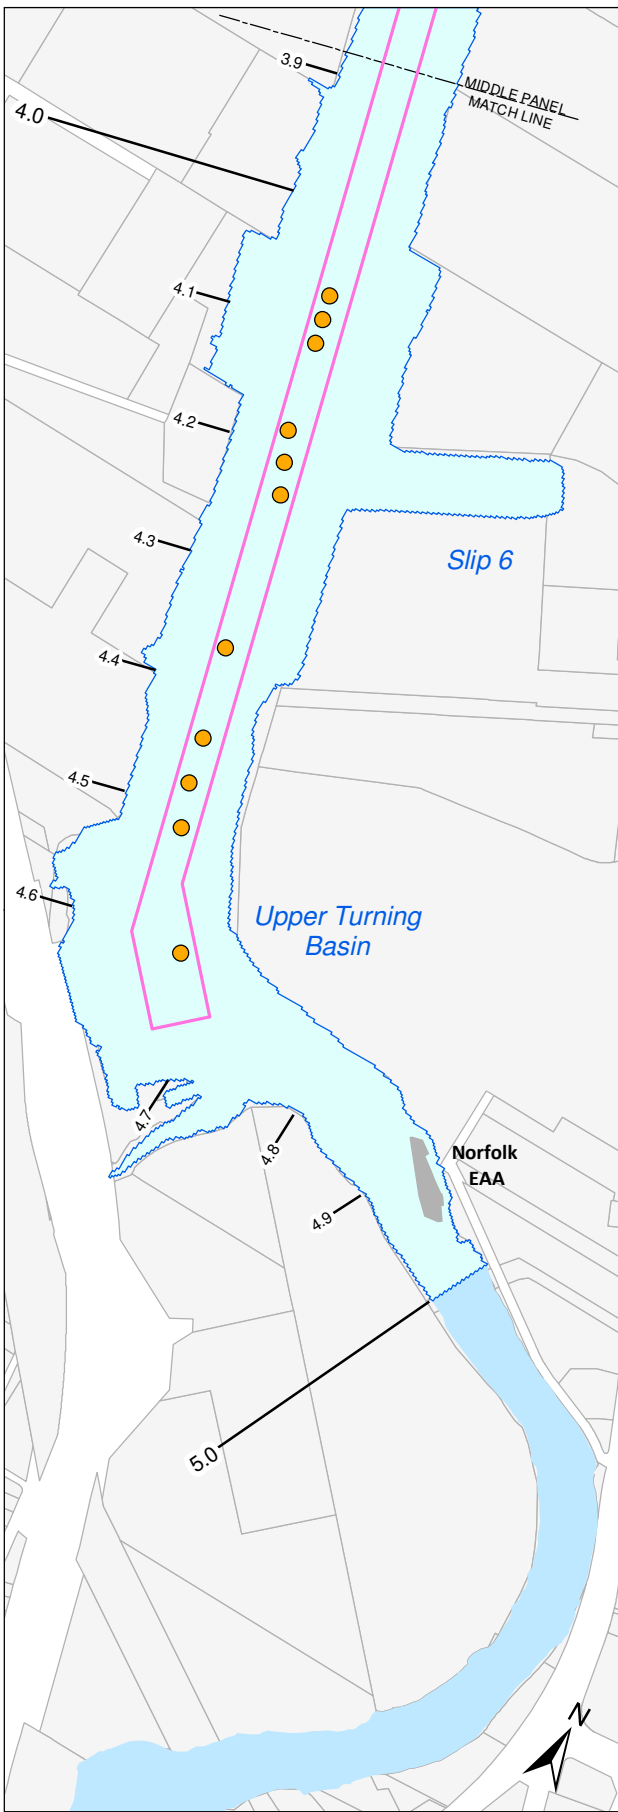 3.9
MIDDLE PANEL
MATCH LINE
4.0
4.1
4.2
4.3
Slip 6
4.4
4.5
4.6
Upper Turning
Basin
4.7
4.8
Norfolk
EAA
4.9
5.0
N